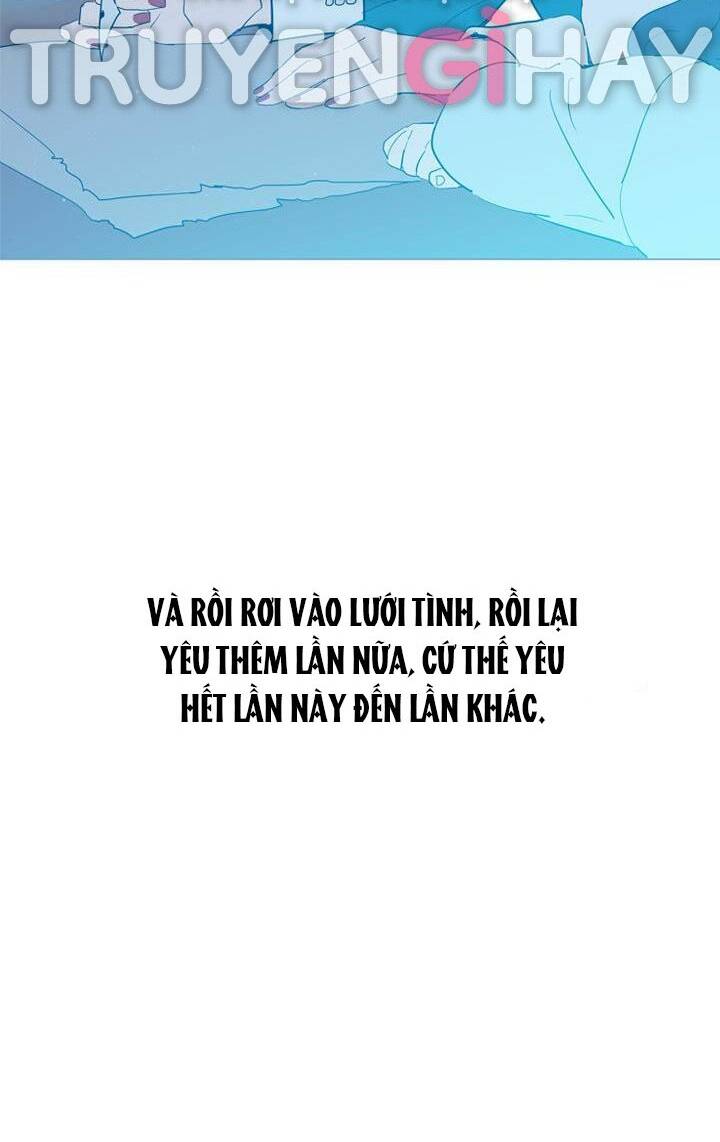 TRUYENGIHAY
VÀ RỒI RƠI VÀO LƯỚI TÌNH, RỒI LẠI
YÊU THÊM LẦN NỮA, CỨ THẾ YÊU
HẾT LẦN NÀY ĐẾN LẦN KHÁC.